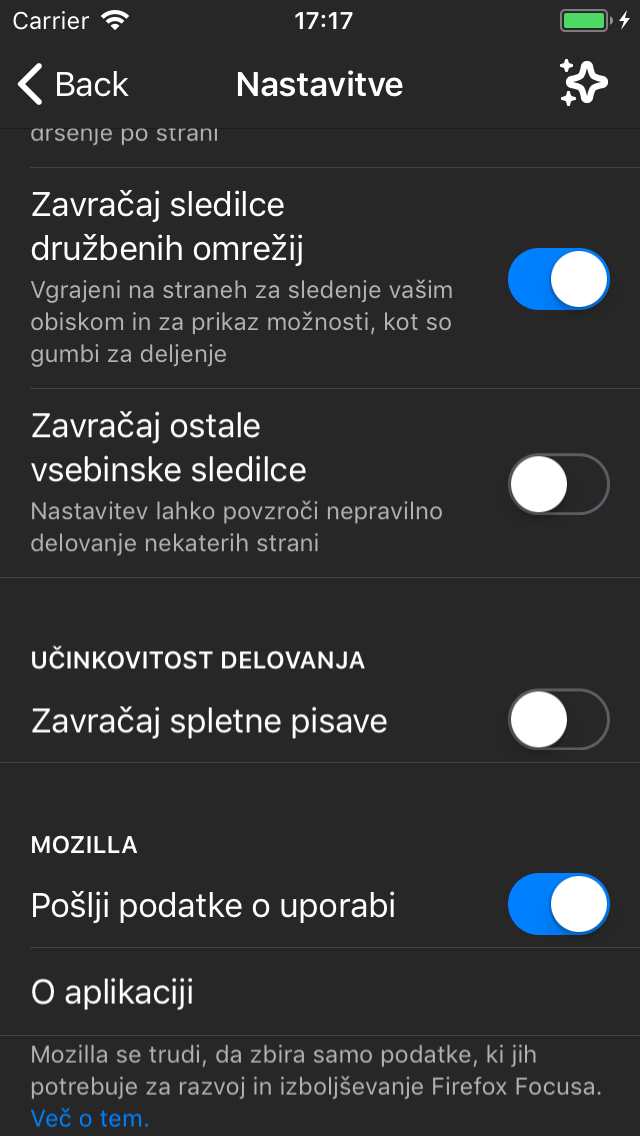 Carrier
17:17
Back
Nastavitve
drsenje po strani
Zavračaj sledilce
družbenih omrežij
Vgrajeni na straneh za sledenje vašim
obiskom in za prikaz možnosti, kot so
gumbi za deljenje
Zavračaj ostale
vsebinske sledilce
Nastavitev lahko povzroči nepravilno
delovanje nekaterih strani
UČINKOVITOST DELOVANJA
Zavračaj spletne pisave
MOZILLA
Pošlji podatke o uporabi
O aplikaciji
Mozilla se trudi, da zbira samo podatke, ki jih
potrebuje za razvoj in izboljševanje Firefox Focusa.
Več o tem.